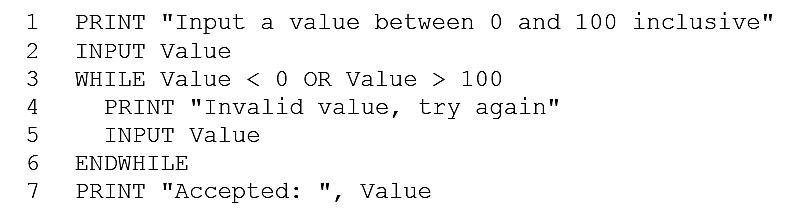 1 PRINT "Input a value between 0 and 100 inclusive"
2 INPUT Value
3 WHILE Value < 0 OR Value > 100
4   PRINT "Invalid value, try again"
5   INPUT Value
6 ENDWHILE
7 PRINT "Accepted: ", Value